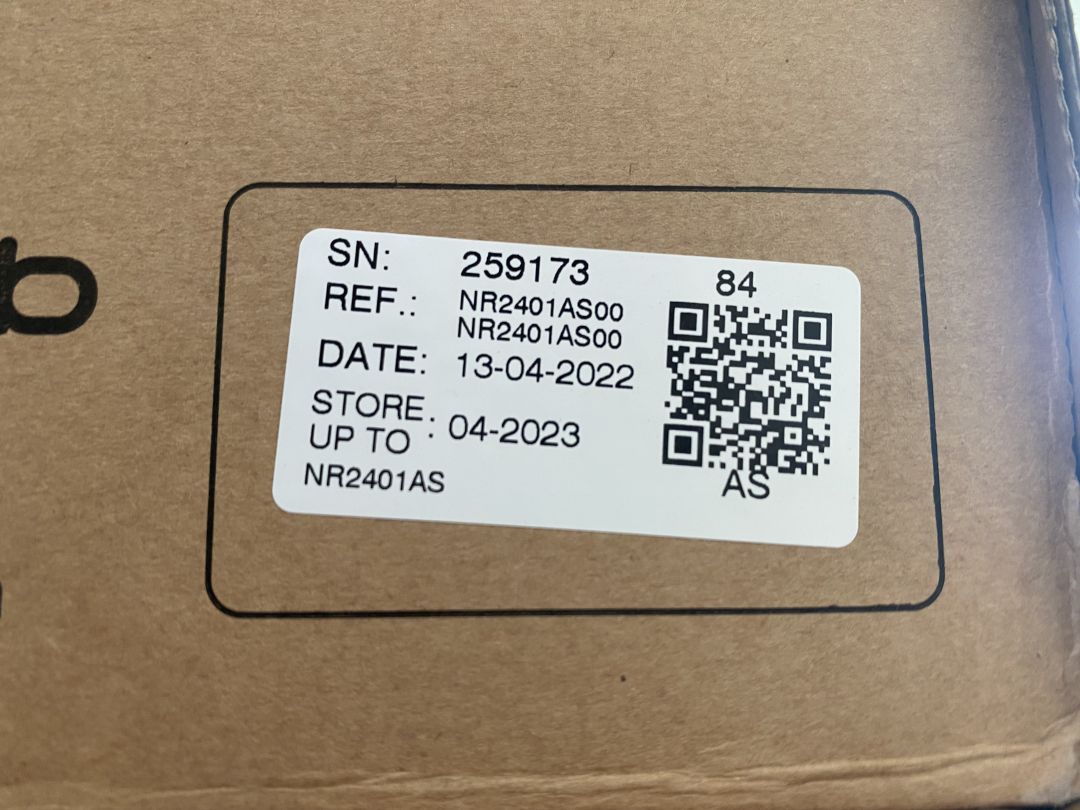 SN: 259173
REF.: NR2401AS00
NR2401AS00
DATE: 13-04-2022
STORE
UP TO : 04-2023
NR2401AS
84
AS
b